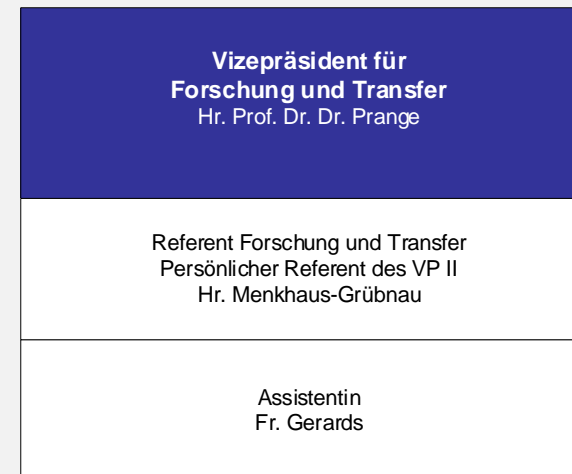 Vizepräsident für
Forschung und Transfer
Hr. Prof. Dr. Dr. Prange
Referent Forschung und Transfer
Persönlicher Referent des VP II
Hr. Menkhaus-Grübnau
Assistentin
Fr. Gerards